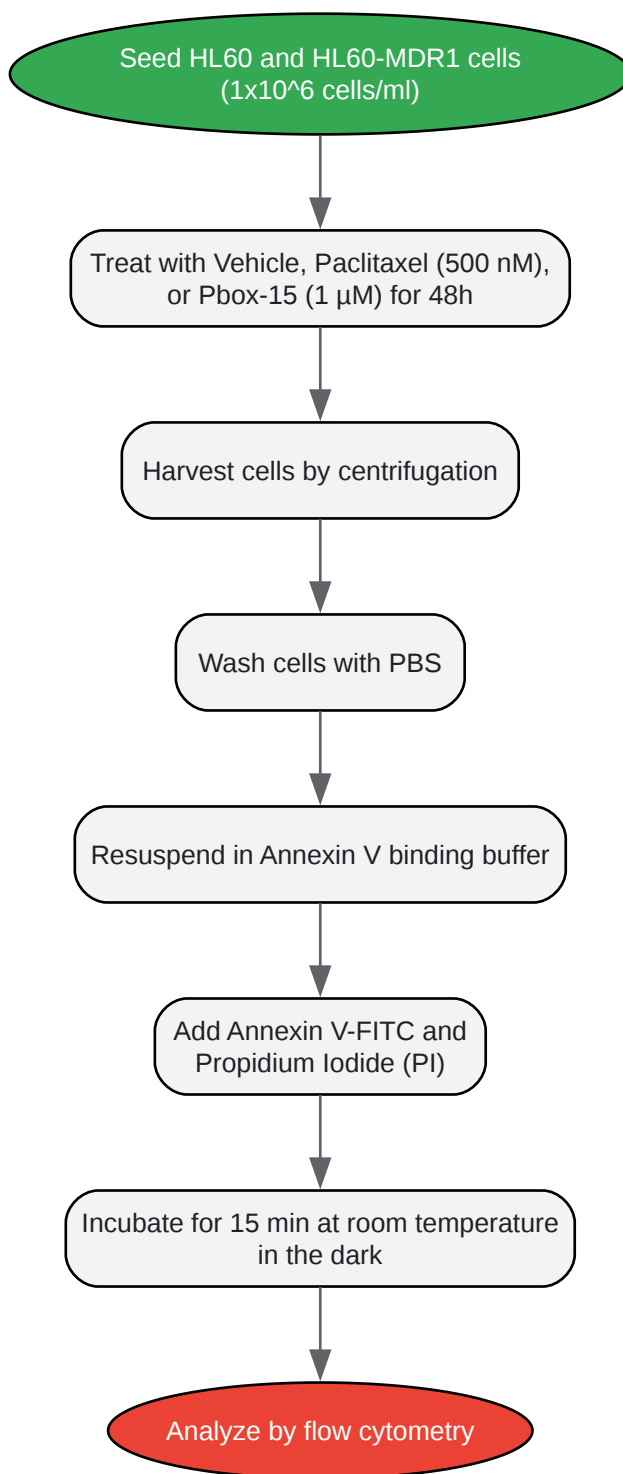 Seed HL60 and HL60-MDR1 cells
(1x10^6 cells/ml)
Treat with Vehicle, Paclitaxel (500 nM),
or Pbox-15 (1 µM) for 48h
Harvest cells by centrifugation
Wash cells with PBS
Resuspend in Annexin V binding buffer
Add Annexin V-FITC and
Propidium Iodide (PI)
Incubate for 15 min at room temperature
in the dark
Analyze by flow cytometry